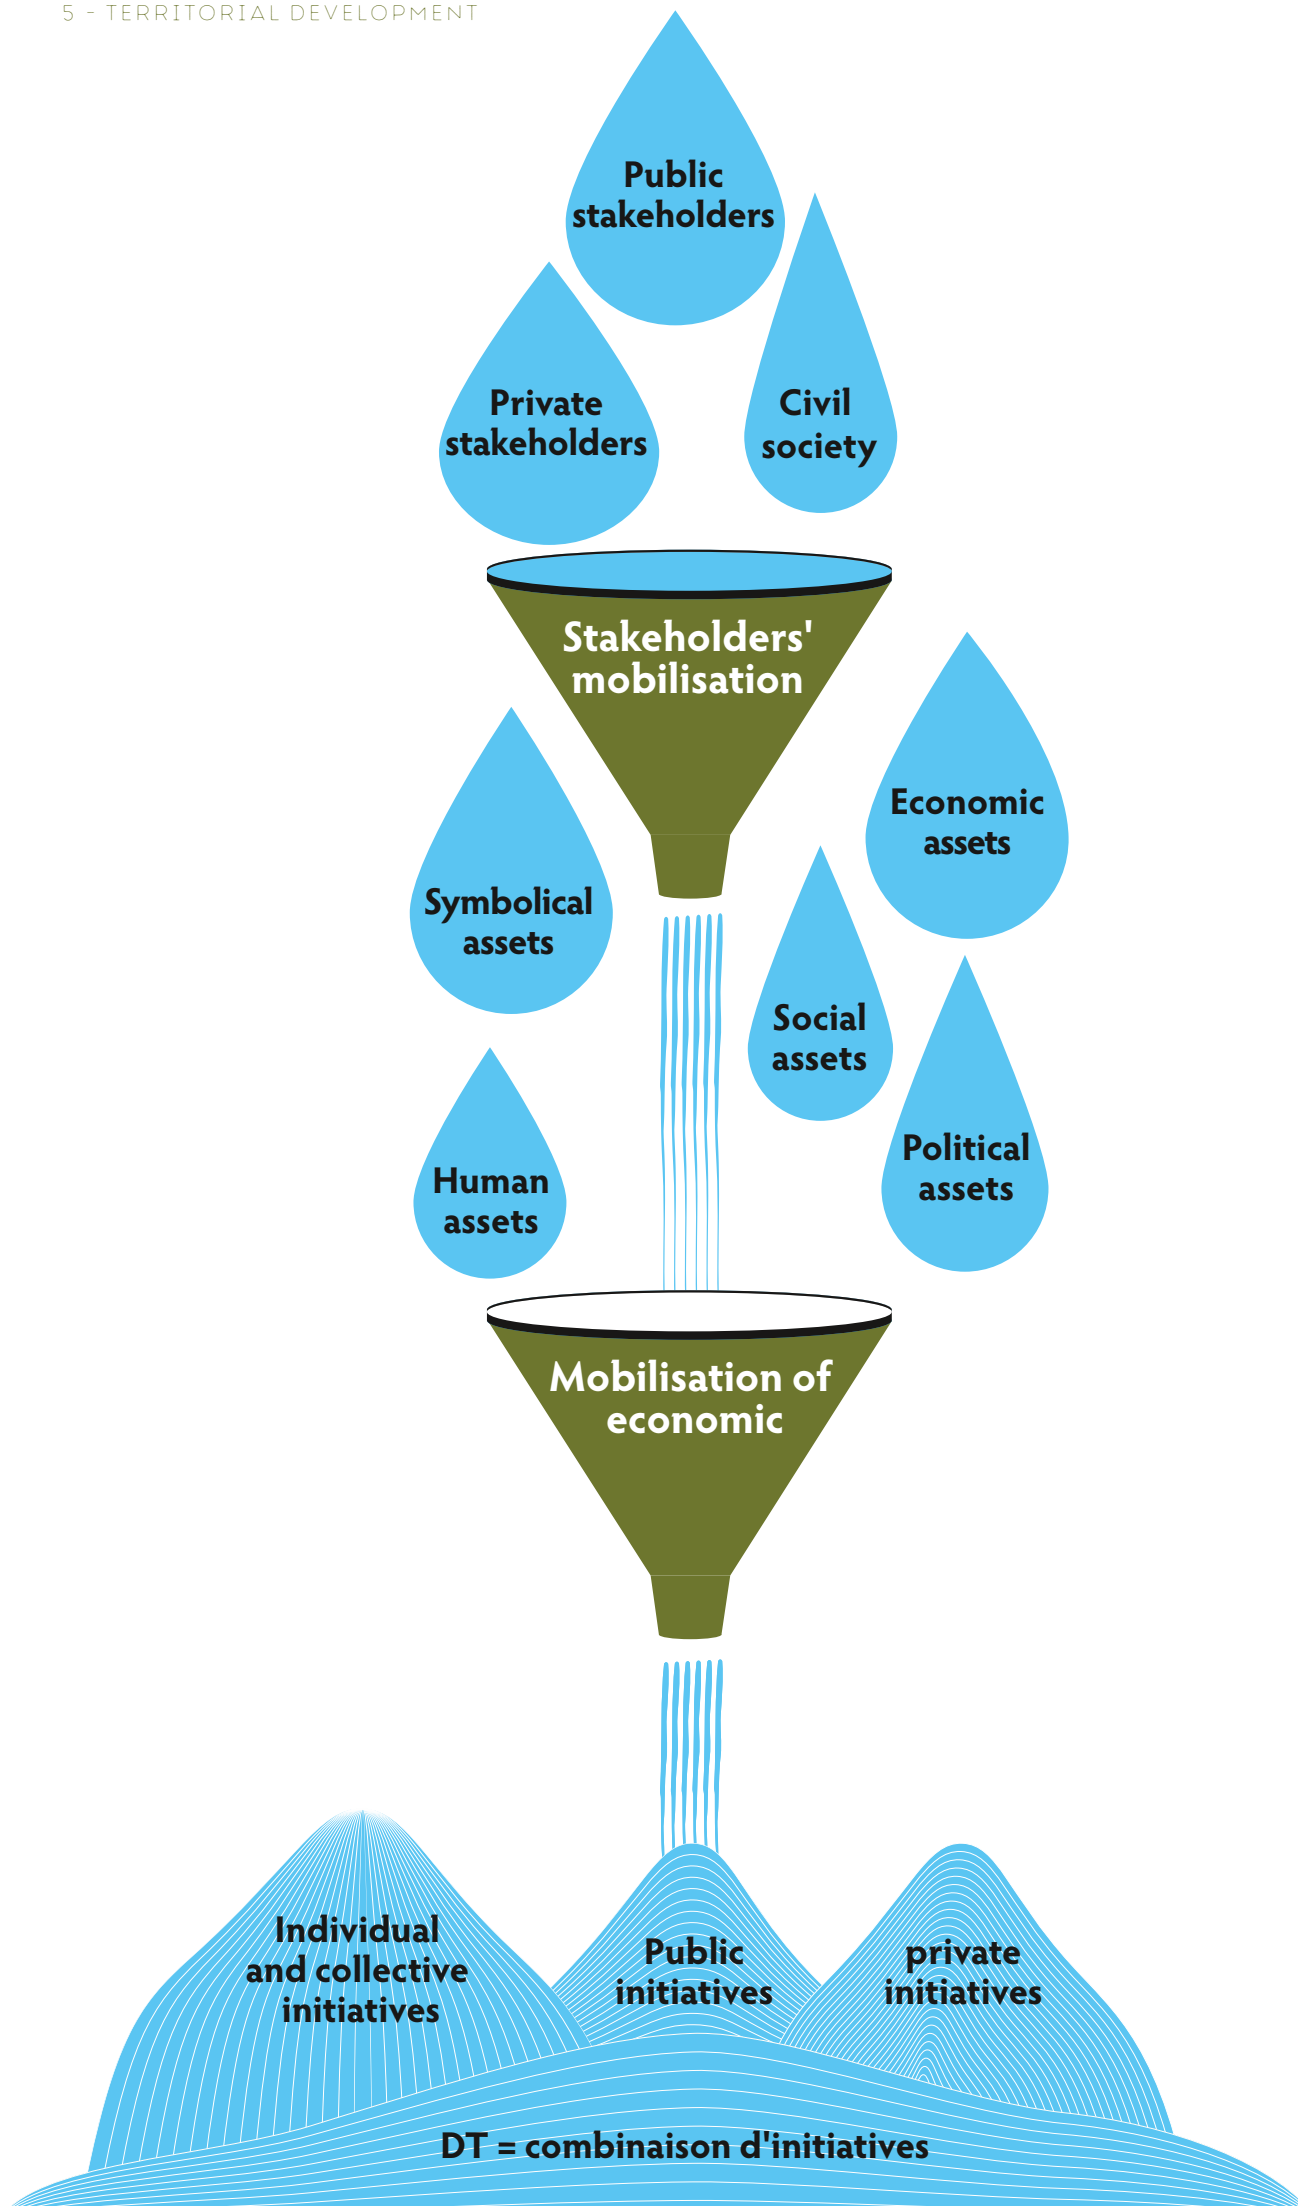 5 - TERRITORIAL DEVELOPMENT
Public
stakeholders
Private
stakeholders
Civil
society
Stakeholders'
mobilisation
Economic
assets
Symbolical
assets
Social
assets
Political
assets
Human
assets
Mobilisation of
economic
Individual
and collective
initiatives
Public
initiatives
private
initiatives
DT = combinaison d'initiatives